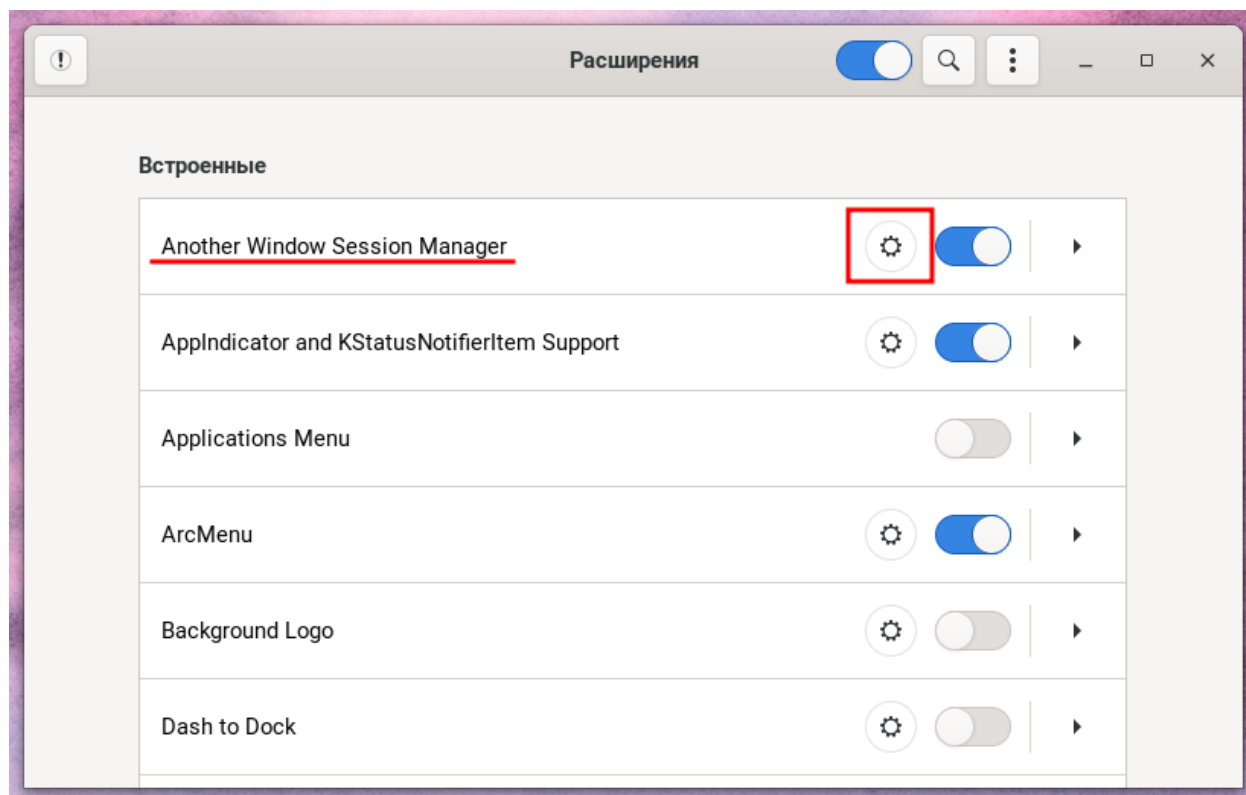 Расширения
Встроенные
Another Window Session Manager
AppIndicator and KStatusNotifierItem Support
Applications Menu
ArcMenu
Background Logo
Dash to Dock